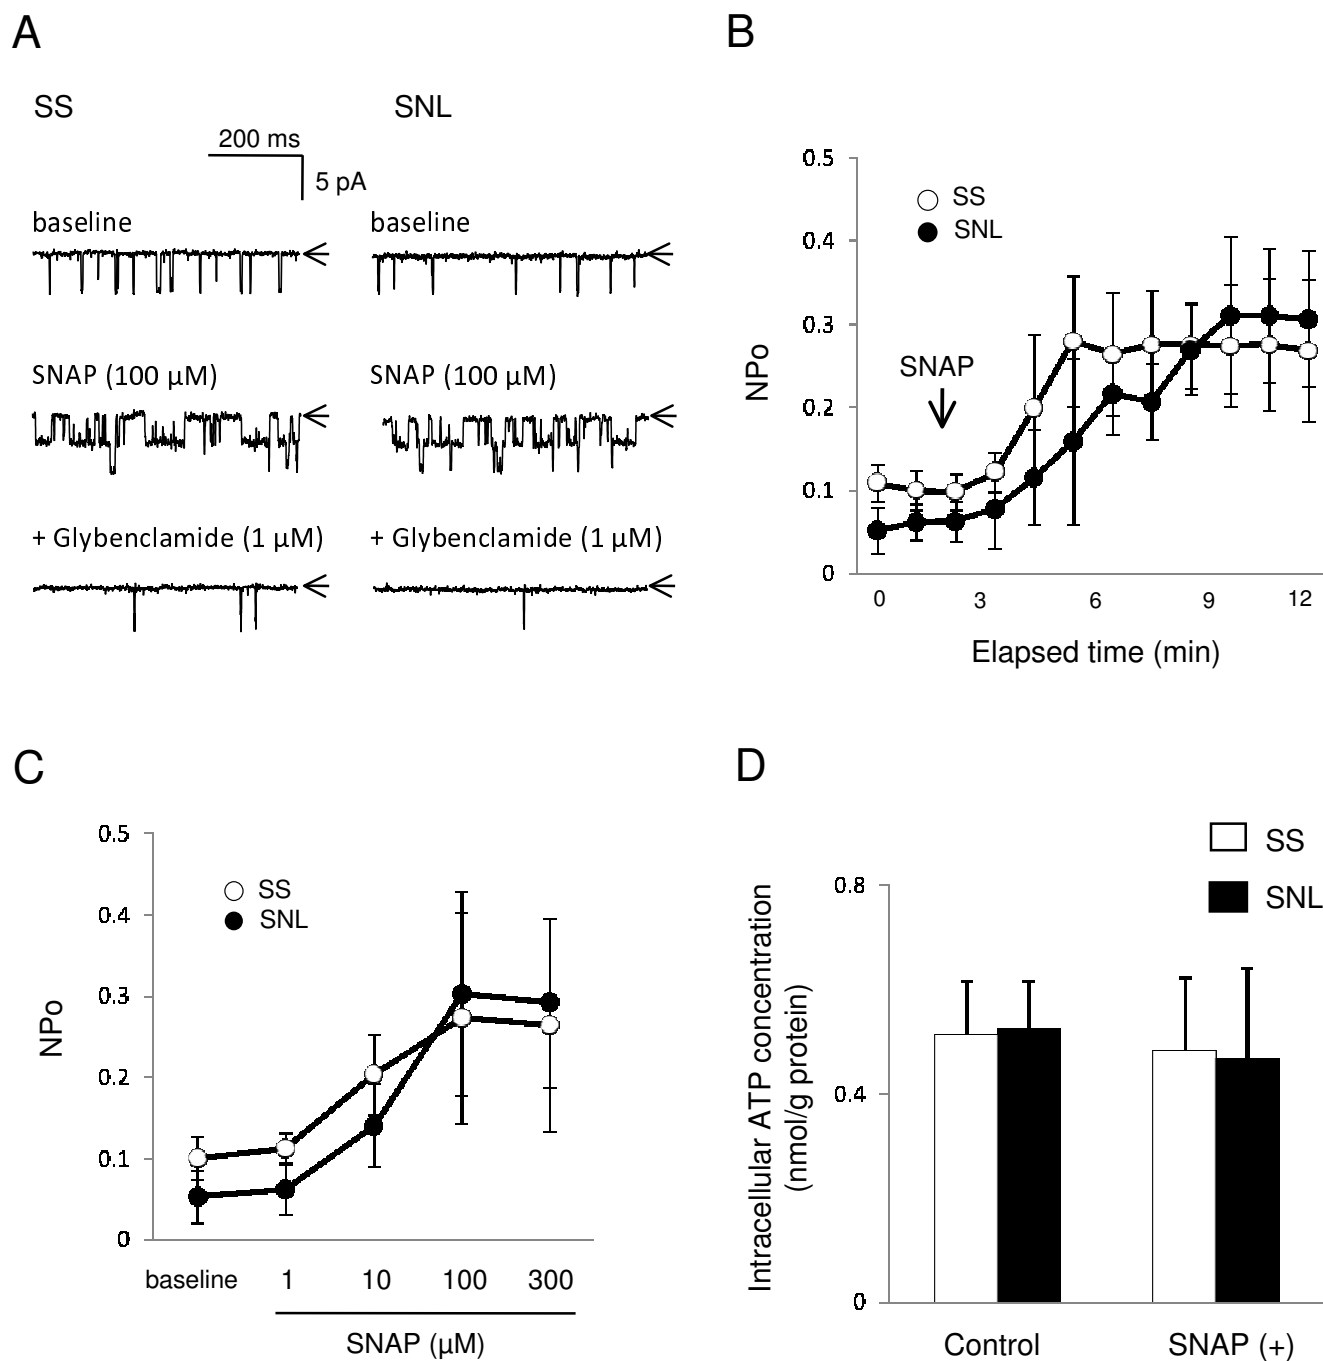 A
SS
SNL
200 ms
5 pA
baseline
baseline
SNAP (100 µM)
SNAP (100 µM)
+ Glybenclamide (1 µM)
+ Glybenclamide (1 µM)
B
0.5
0.4
0.3
0.2
0.1
0
NPo
SS
SNL
SNAP
0 3 6 9 12
Elapsed time (min)
C
0.5
0.4
0.3
0.2
0.1
0
NPo
SS
SNL
baseline 1 10 100 300
SNAP (µM)
D
SS
SNL
0.8
0.4
0
Intracellular ATP concentration
(nmol/g protein)
Control
SNAP (+)